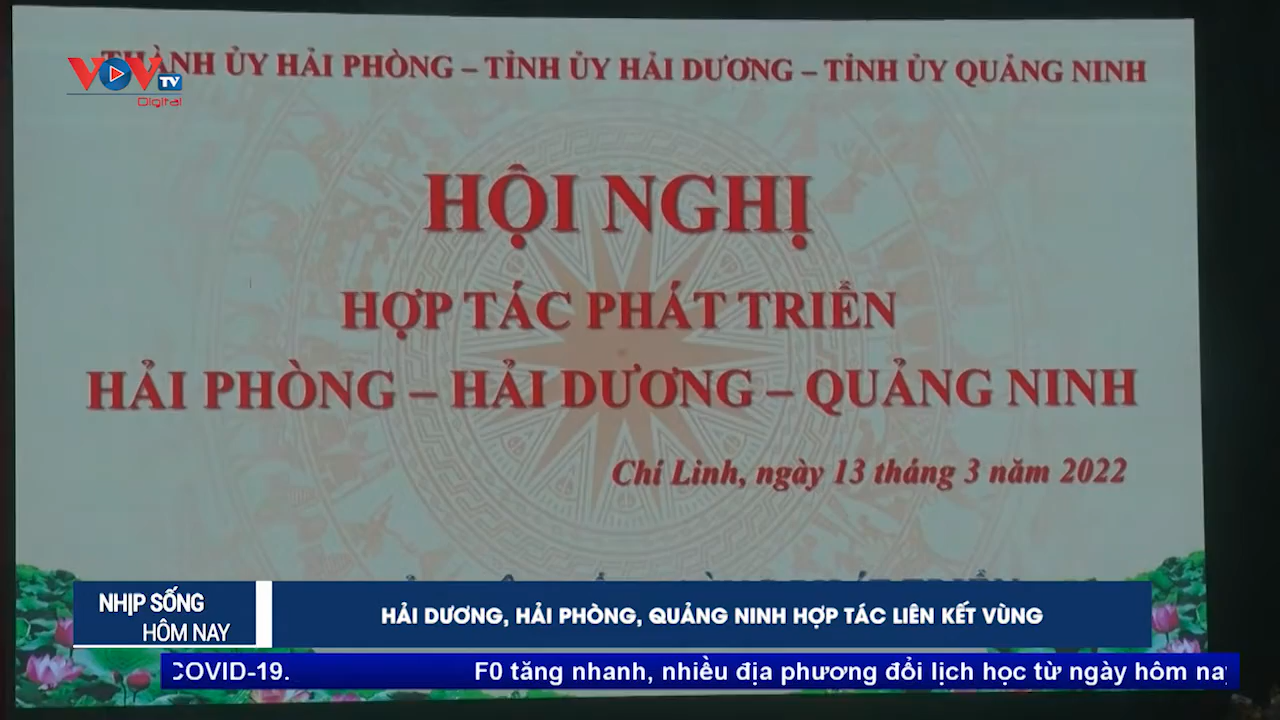 THÀNH ỦY HẢI PHÒNG – TỈNH ỦY HẢI DƯƠNG – TỈNH ỦY QUẢNG NINH
VOV TV
Digital
HỘI NGHỊ
HỢP TÁC PHÁT TRIỂN
HẢI PHÒNG – HẢI DƯƠNG – QUẢNG NINH
Chí Linh, ngày 13 tháng 3 năm 2022
NHỊP SỐNG
HÔM NAY
HẢI DƯƠNG, HẢI PHÒNG, QUẢNG NINH HỢP TÁC LIÊN KẾT VÙNG
COVID-19. F0 tăng nhanh, nhiều địa phương đổi lịch học từ ngày hôm nay